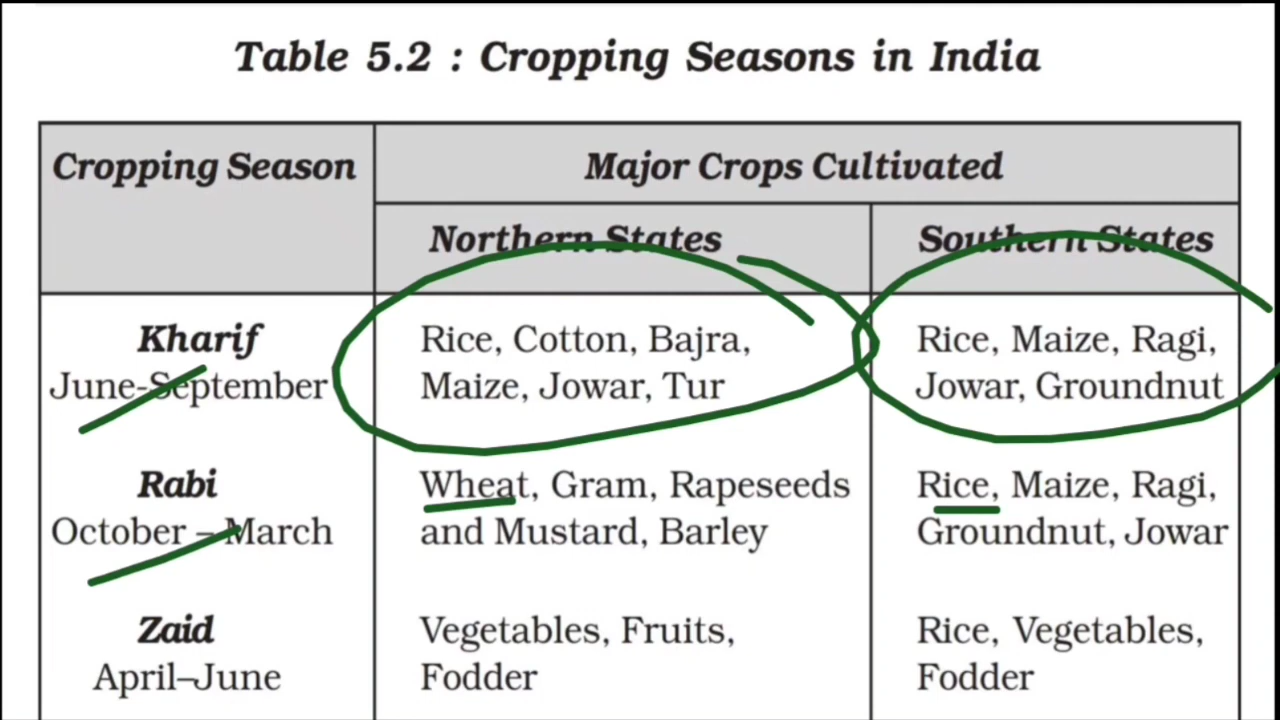 Table 5.2 : Cropping Seasons in India
Cropping Season
Major Crops Cultivated
Northern States
Southern States
Kharif
June-September
Rice, Cotton, Bajra,
Maize, Jowar, Tur
Rice, Maize, Ragi,
Jowar, Groundnut
Rabi
October – March
Wheat, Gram, Rapeseeds
and Mustard, Barley
Rice, Maize, Ragi,
Groundnut, Jowar
Zaid
April–June
Vegetables, Fruits,
Fodder
Rice, Vegetables,
Fodder